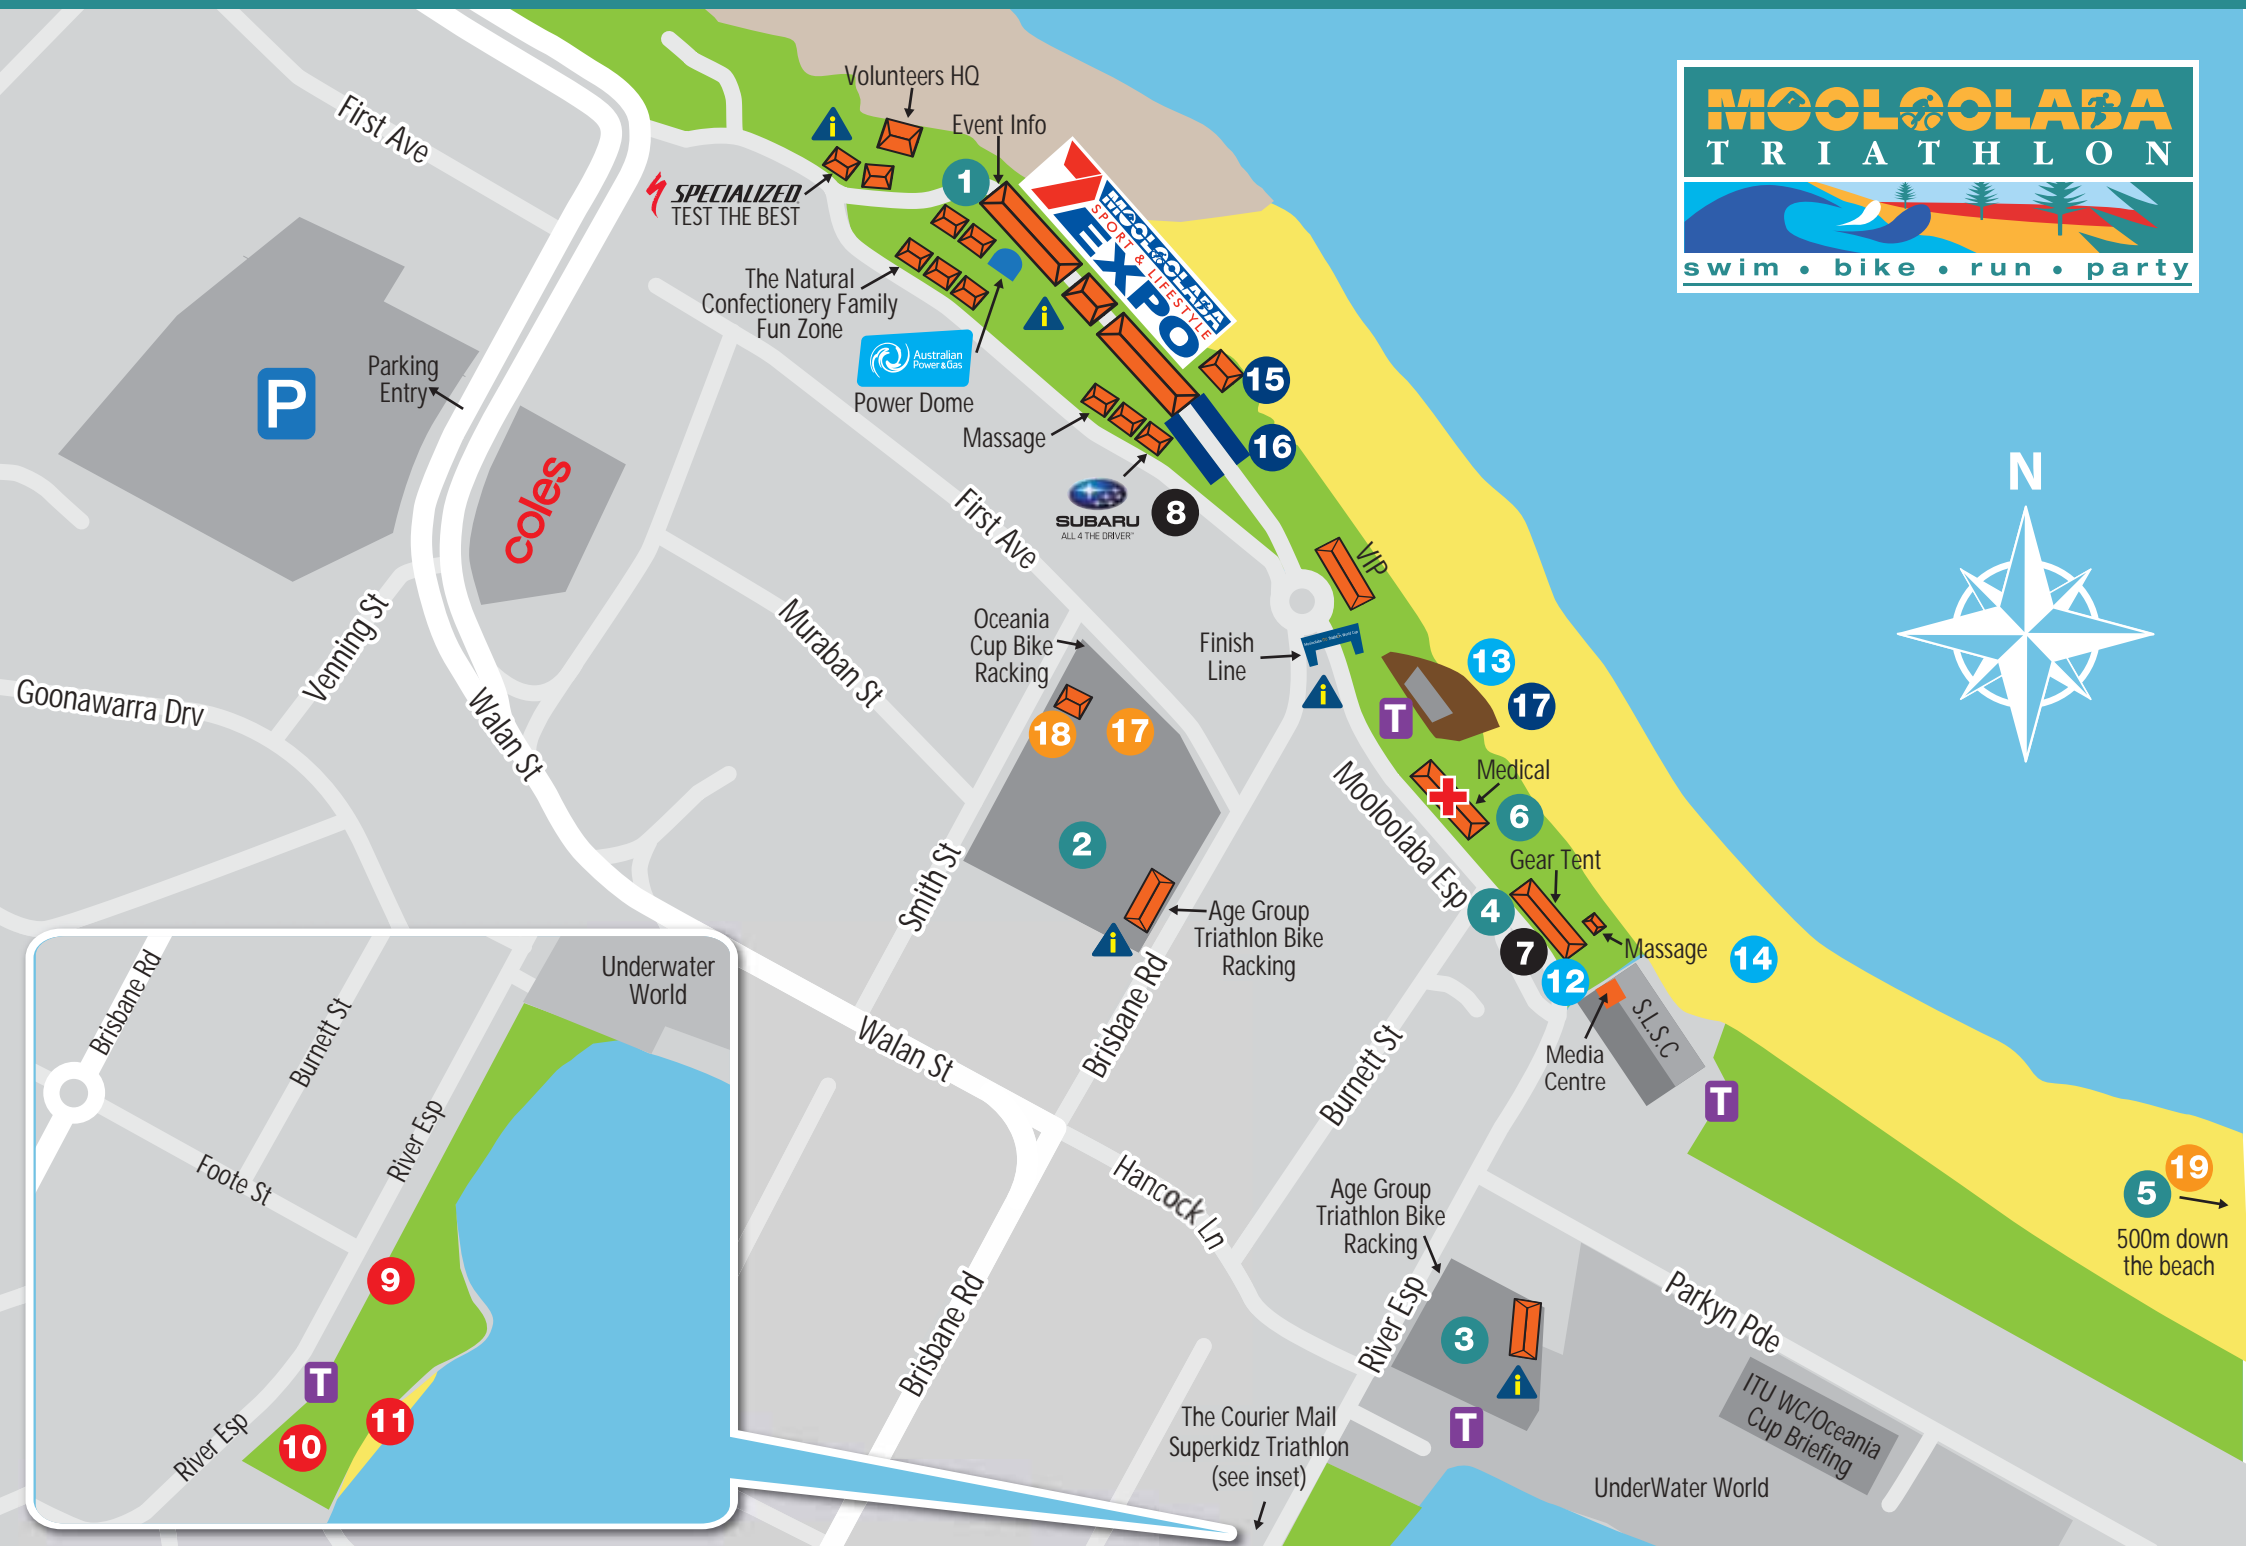 MOOLOOLABA
TRIATHLON
swim • bike • run • party
N
Volunteers HQ
Event Info
i
1
SPECIALIZED
TEST THE BEST
First Ave
MOOLOOLABA
SPORT & LIFESTYLE
EXPO
The Natural
Confectionery Family
Fun Zone
i
Australian
Power & Gas
Power Dome
Massage
15
16
SUBARU
ALL 4 THE DRIVER
8
P
Parking
Entry
coles
First Ave
VIP
Venning St
Muraban St
Goonawarra Drv
Walan St
Oceania
Cup Bike
Racking
Finish
Line
i
13
17
T
18
17
Mooloolaba Esp
Medical
6
2
Gear Tent
4
7
12
Massage
14
Smith St
Age Group
Triathlon Bike
Racking
i
Brisbane Rd
Walan St
S.L.S.C
Media
Centre
T
Burnett St
Hancock Ln
Brisbane Rd
19
5
500m down
the beach
Age Group
Triathlon Bike
Racking
River Esp
3
i
T
Parkyn Pde
ITU WC/Oceania
Cup Briefing
UnderWater World
The Courier Mail
Superkidz Triathlon
(see inset)
Underwater
World
Brisbane Rd
Burnett St
River Esp
Foote St
9
T
11
10
River Esp